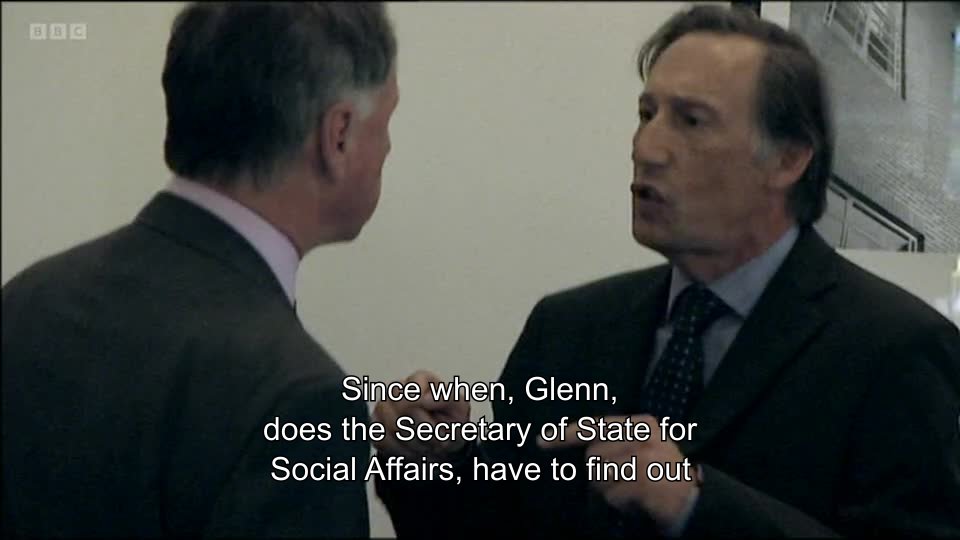 BBC
Since when, Glenn,
does the Secretary of State for
Social Affairs, have to find out